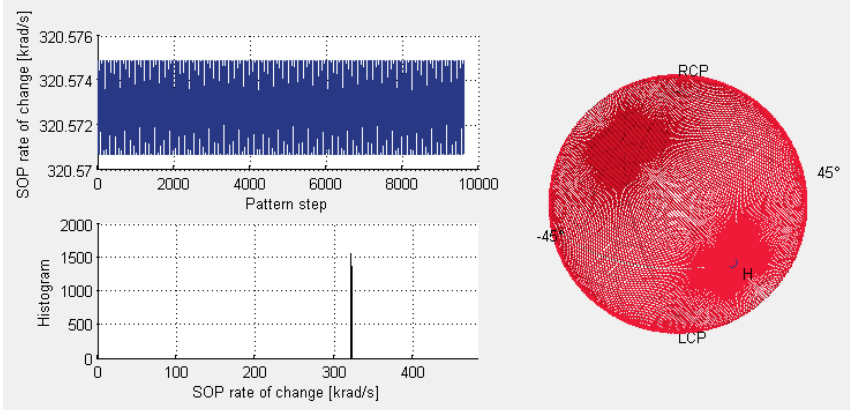 SOP rate of change [krad/s]
320.576
320.574
320.572
320.57
0 2000 4000 6000 8000 10000
Pattern step
Histogram
2000
1500
1000
500
0
0 100 200 300 400
SOP rate of change [krad/s]
RCP
45°
-45°
H
LCP